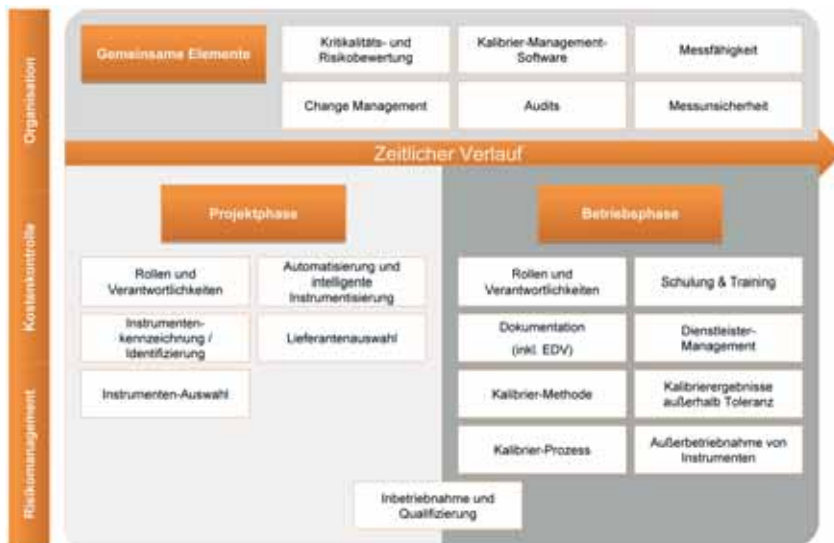 Organisation
Kostenkontrolle
Risikomanagement
Gemeinsame Elemente
Kritikalitäts- und
Risikobewertung
Kalibrier-Management-
Software
Messfähigkeit
Change Management
Audits
Messunsicherheit
Zeitlicher Verlauf
Projektphase
Rollen und
Verantwortlichkeiten
Automatisierung und
intelligente
Instrumentisierung
Instrumenten-
kennzeichnung /
Identifizierung
Lieferantenauswahl
Instrumenten-Auswahl
Betriebsphase
Rollen und
Verantwortlichkeiten
Schulung & Training
Dokumentation
(inkl. EDV)
Dienstleister-
Management
Kalibrier-Methode
Kalibrierergebnisse
außerhalb Toleranz
Kalibrier-Prozess
Außerbetriebnahme von
Instrumenten
Inbetriebnahme und
Qualifizierung